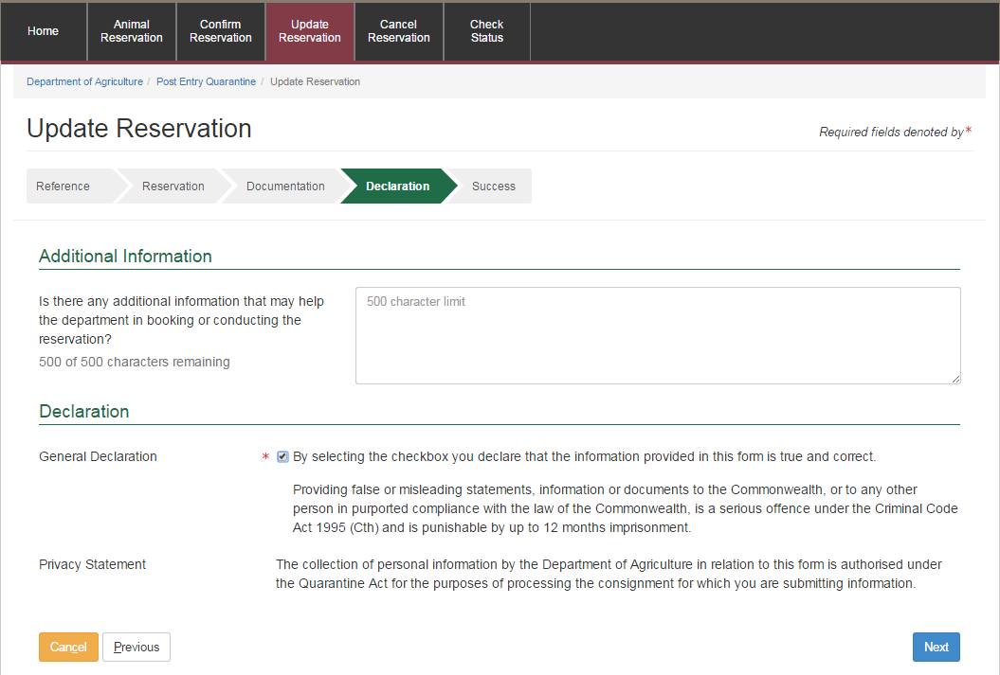 Home
Animal Reservation
Confirm Reservation
Update Reservation
Cancel Reservation
Check Status
Department of Agriculture / Post Entry Quarantine / Update Reservation
Update Reservation
Required fields denoted by*
Reference
Reservation
Documentation
Declaration
Success
Additional Information
Is there any additional information that may help
the department in booking or conducting the
reservation?
500 of 500 characters remaining
500 character limit
Declaration
General Declaration
* By selecting the checkbox you declare that the information provided in this form is true and correct.
Providing false or misleading statements, information or documents to the Commonwealth, or to any other
person in purported compliance with the law of the Commonwealth, is a serious offence under the Criminal Code
Act 1995 (Cth) and is punishable by up to 12 months imprisonment.
Privacy Statement
The collection of personal information by the Department of Agriculture in relation to this form is authorised under
the Quarantine Act for the purposes of processing the consignment for which you are submitting information.
Cancel
Previous
Next